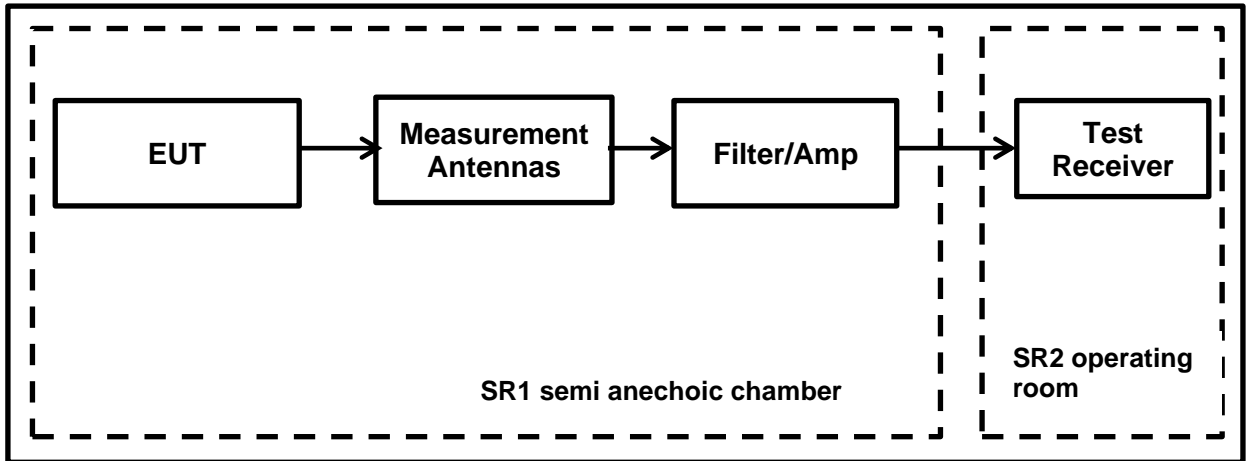 EUT
Measurement
Antennas
Filter/Amp
Test
Receiver
SR1 semi anechoic chamber
SR2 operating
room